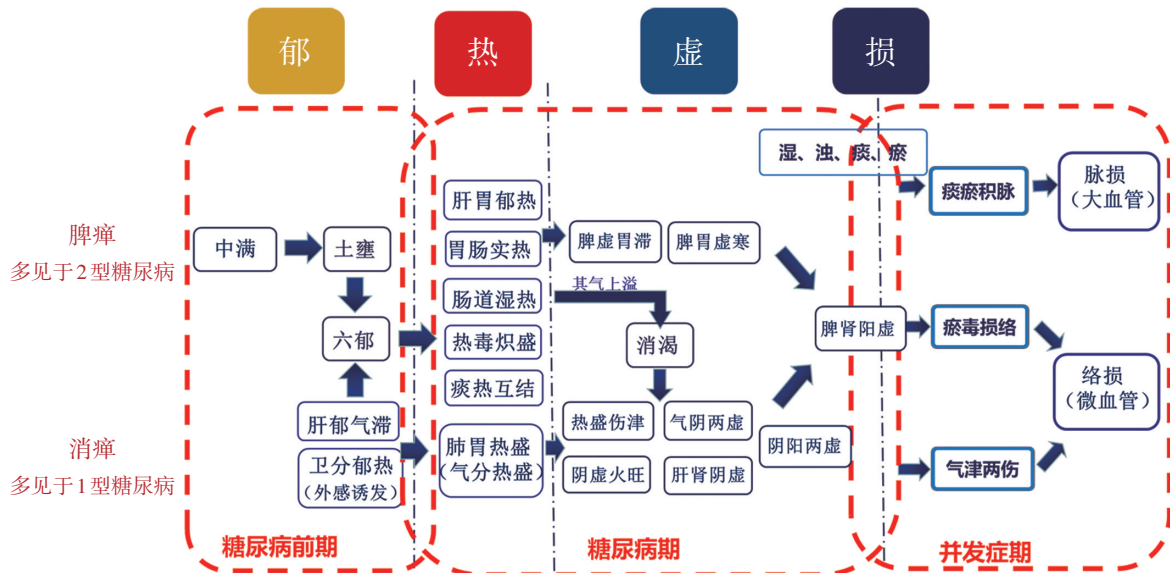 郁
热
虚
损
脾瘅
多见于2型糖尿病
消瘅
多见于1型糖尿病
中满
土壅
六郁
肝郁气滞
卫分郁热
（外感诱发）
糖尿病前期
肝胆郁热
胃肠实热
肠道湿热
热毒炽盛
痰热互结
肺胃热盛
（气分热盛）
脾虚胃滞
脾胃虚寒
其气上溢
消渴
热盛伤津
气阴两虚
阴虚火旺
肝肾阴虚
阴阳两虚
脾肾阳虚
糖尿病期
湿、浊、痰、瘀
痰瘀积脉
脉损
（大血管）
瘀毒损络
络损
（微血管）
气津两伤
并发症期